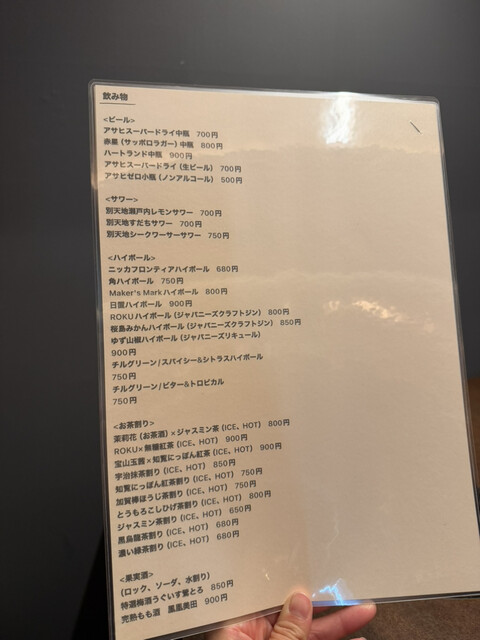 飲み物
<ビール>
アサヒスーパードライ中瓶 700円
赤星 (サッポロラガー) 中瓶 800円
ハートランド中瓶 900円
アサヒスーパードライ (生ビール) 700円
アサヒゼロ小瓶 (ノンアルコール) 500円
<サワー>
別天地瀬戸内レモンサワー 700円
別天地すだちサワー 700円
別天地シークワーサーサワー 750円
<ハイボール>
ニッカフロンティアハイボール 680円
角ハイボール 750円
Maker's Markハイボール 800円
日盤ハイボール 900円
ROKUハイボール (ジャパニーズクラフトジン) 800円
桜島みかんハイボール (ジャパニーズクラフトジン) 850円
ゆず山椒ハイボール (ジャパニーズリキュール)
900円
チルグリーン/スパイシー&シトラスハイボール
750円
チルグリーン/ビター&トロピカル
750円
<お茶割り>
茉莉花 (お茶酒) ×ジャスミン茶 (ICE、HOT) 800円
ROKU×無糖紅茶 (ICE、HOT) 900円
宝山玉茜×知覧にっぽん紅茶 (ICE、HOT) 900円
宇治抹茶割り (ICE、HOT) 850円
知覧にっぽん紅茶割り (ICE、HOT) 750円
加賀棒ほうじ茶割り (ICE、HOT) 750円
とうもろこしひげ茶割り (ICE、HOT) 800円
ジャスミン茶割り (ICE、HOT) 650円
黒烏龍茶割り (ICE、HOT) 680円
濃い緑茶割り (ICE、HOT) 680円
<果実酒>
(ロック、ソーダ、水割り)
特選梅酒うぐいす鶯とろ 850円
完熟もも酒 鳳凰美田 900円